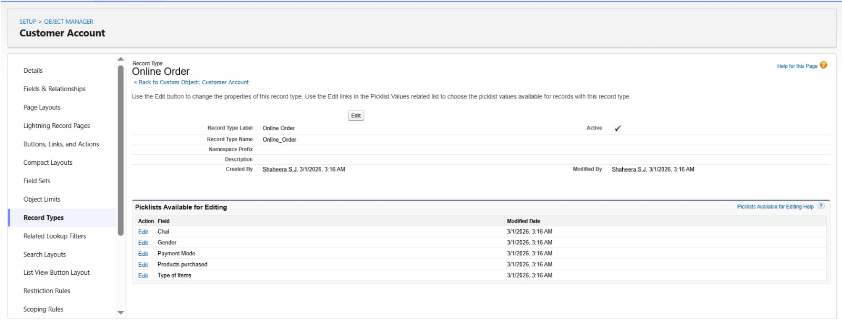 SETUP > OBJECT MANAGER
Customer Account
Details
Fields & Relationships
Page Layouts
Lightning Record Pages
Buttons, Links, and Actions
Compact Layouts
Field Sets
Object Limits
Record Types
Related Lookup Filters
Search Layouts
List View Button Layout
Restriction Rules
Scoping Rules
Record Type
Online Order
« Back to Custom Object: Customer Account
Help for this Page
Use the Edit button to change the properties of this record type. Use the Edit links in the Picklist Values related list to choose the picklist values available for records with this record type.
Edit
Record Type Label Online Order Active ✓
Record Type Name Online_Order
Namespace Prefix
Description
Created By Shaheera S.J, 3/1/2026, 3:16 AM Modified By Shaheera S.J, 3/1/2026, 3:16 AM
Picklists Available for Editing Picklists Available for Editing Help ?
Action Field Modified Date
Edit Chai 3/1/2026, 3:16 AM
Edit Gender 3/1/2026, 3:16 AM
Edit Payment Mode 3/1/2026, 3:16 AM
Edit Products purchased 3/1/2026, 3:16 AM
Edit Type of Items 3/1/2026, 3:16 AM